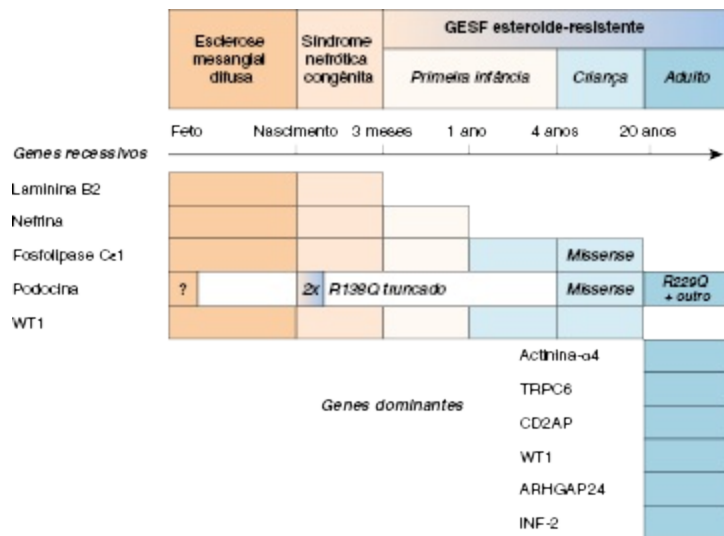 Esclerose
mesangial
difusa
Síndrome
nefrótica
congênita
GESF esteroide-resistente
Primeira infância
Criança
Adulto
Feto
Nascimento
3 meses
1 ano
4 anos
20 anos
Genes recessivos
Laminina B2
Nefrina
Fosfolipase Cε1
Missense
Podocina
?
2x
R138Q truncado
Missense
R229Q
+ outro
WT1
Genes dominantes
Actinina-α4
TRPC6
CD2AP
WT1
ARHGAP24
INF-2